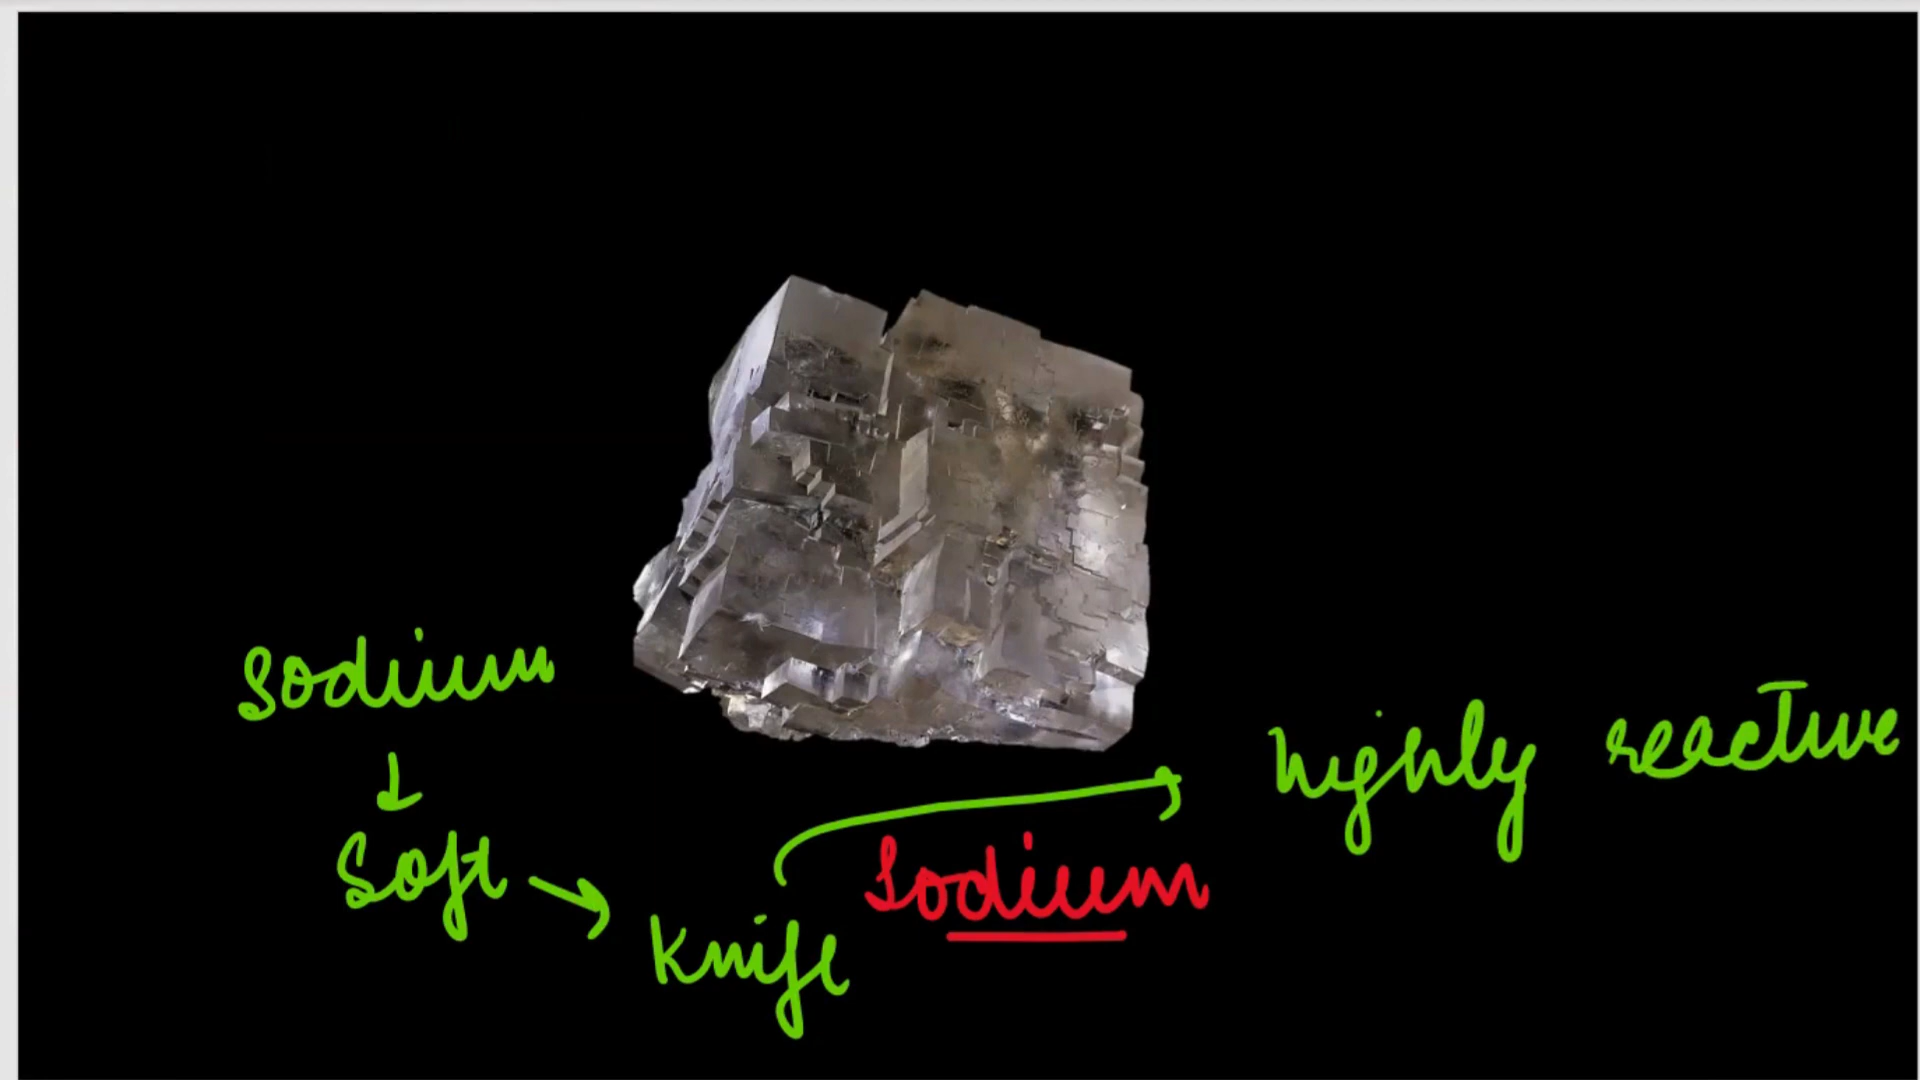 Sodium
↓
Soft → Knife → highly reactive
Sodium